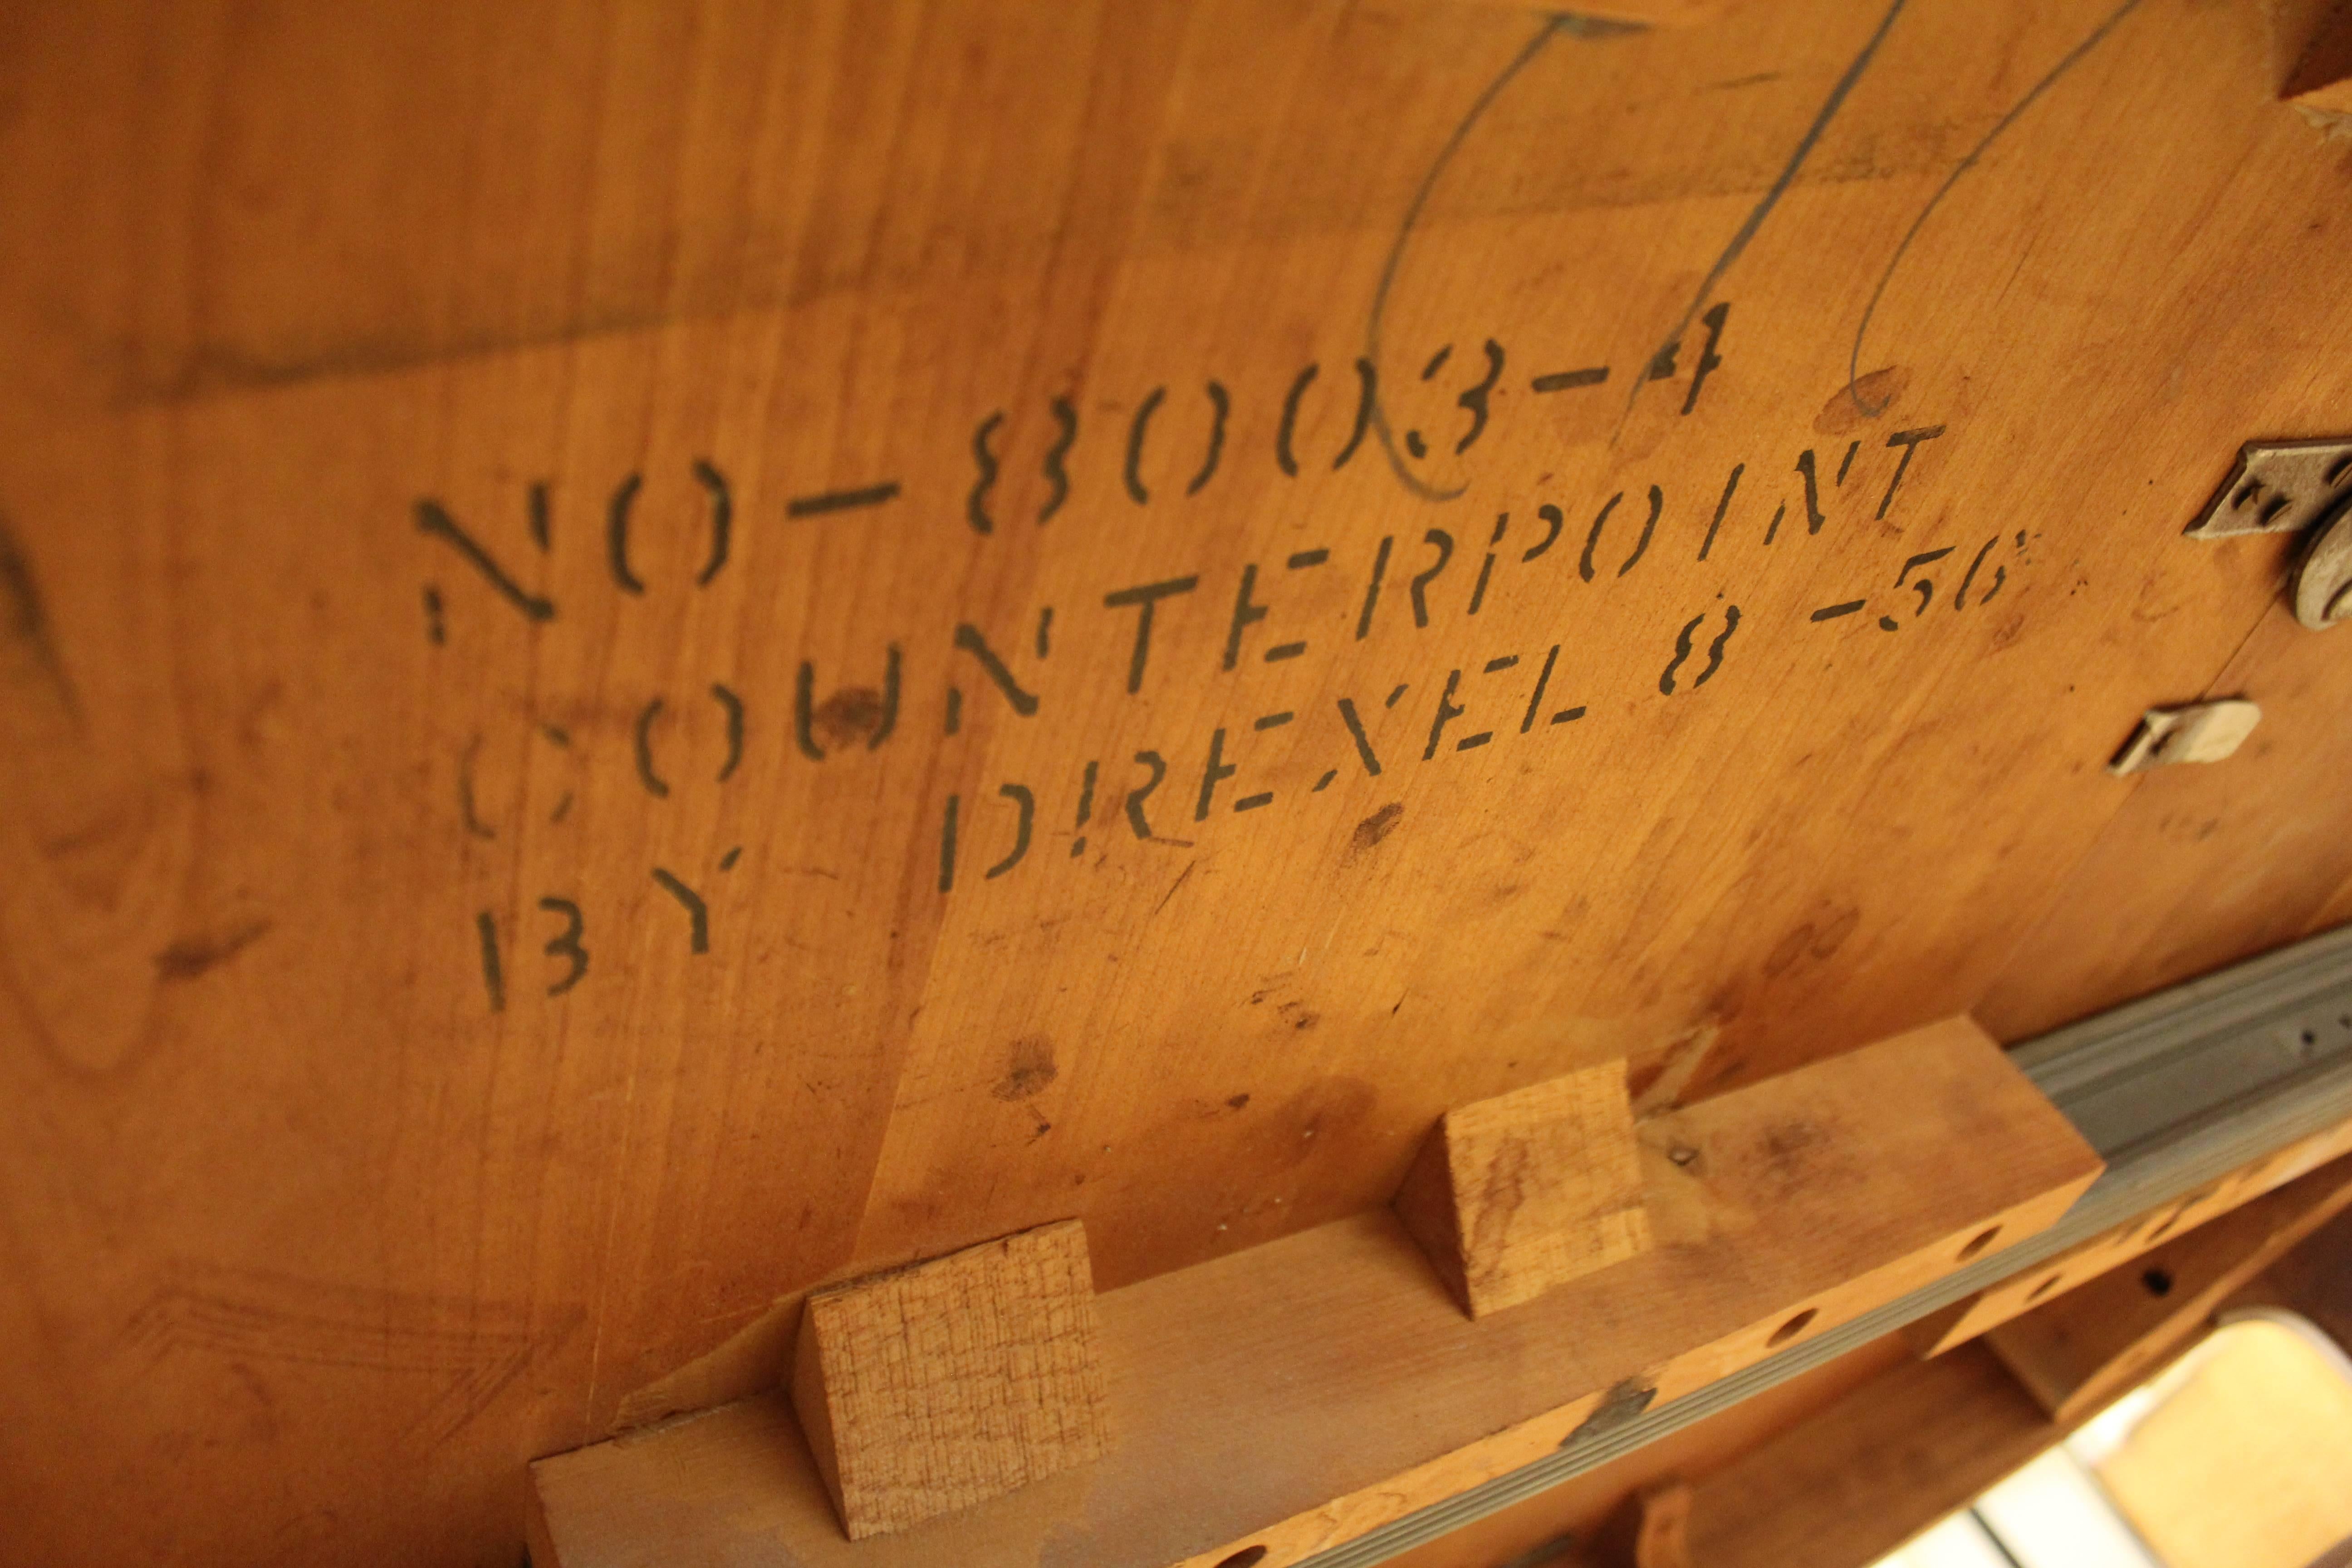 NO-8003-4
COUNTERPOINT
BY DREXEL 8-56